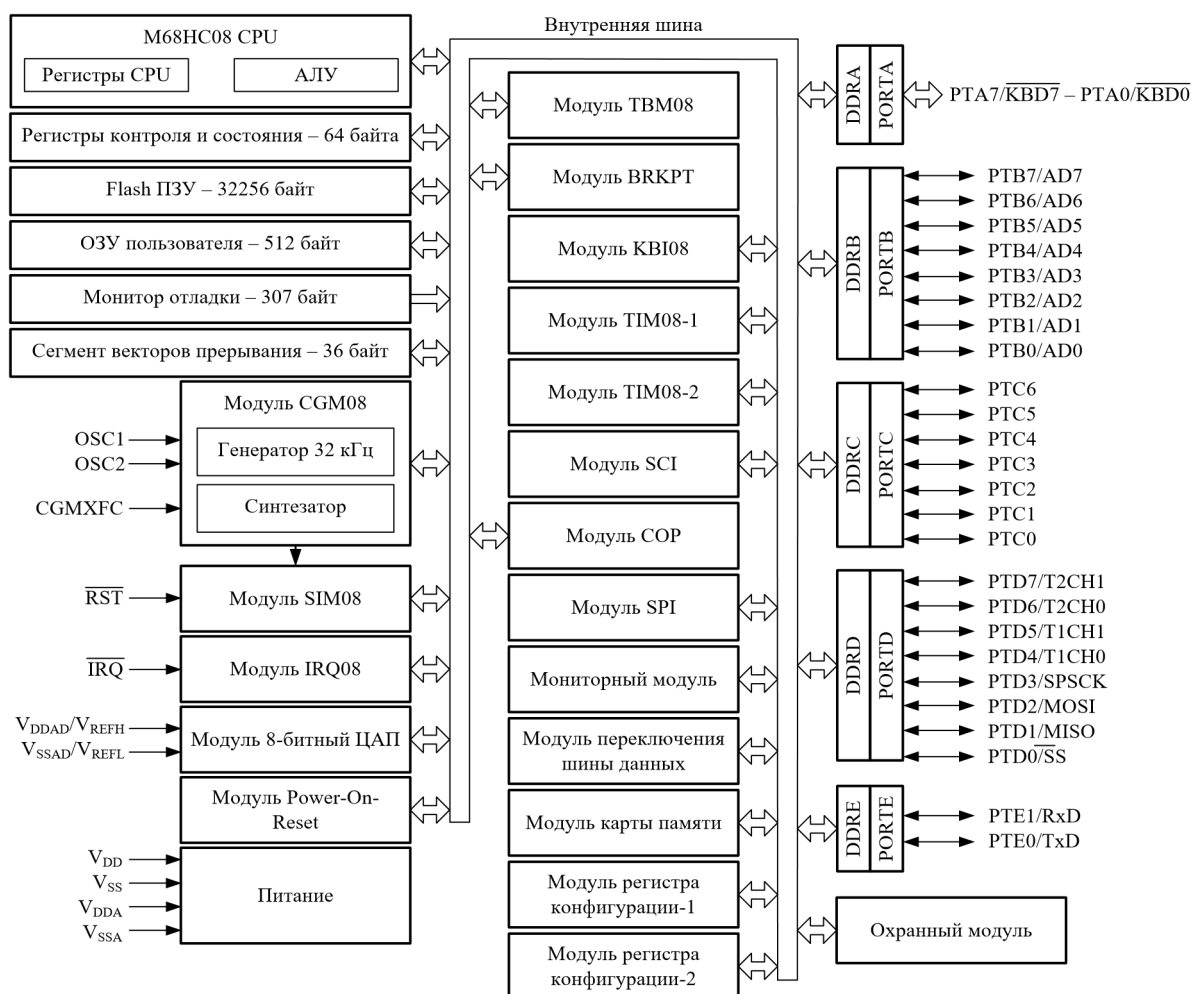 Внутренняя шина
M68HC08 CPU
Регистры CPU
АЛУ
Регистры контроля и состояния – 64 байта
Flash ПЗУ – 32256 байт
ОЗУ пользователя – 512 байт
Монитор отладки – 307 байт
Сегмент векторов прерывания – 36 байт
Модуль CGM08
Генератор 32 кГц
Синтезатор
OSC1
OSC2
CGMXFC
Модуль SIM08
RST
Модуль IRQ08
IRQ
Модуль 8-битный ЦАП
VDDAD/VREFH
VSSAD/VREFL
Модуль Power-On-
Reset
Питание
VDD
VSS
VDDA
VSSA
Модуль TBM08
Модуль BRKPT
Модуль KBI08
Модуль TIM08-1
Модуль TIM08-2
Модуль SCI
Модуль COP
Модуль SPI
Мониторный модуль
Модуль переключения
шины данных
Модуль карты памяти
Модуль регистра
конфигурации-1
Модуль регистра
конфигурации-2
DDRA
PORTA
PTA7/KBD7 – PTA0/KBD0
DDRB
PORTB
PTB7/AD7
PTB6/AD6
PTB5/AD5
PTB4/AD4
PTB3/AD3
PTB2/AD2
PTB1/AD1
PTB0/AD0
DDRC
PORTC
PTC6
PTC5
PTC4
PTC3
PTC2
PTC1
PTC0
DDRD
PORTD
PTD7/T2CH1
PTD6/T2CH0
PTD5/T1CH1
PTD4/T1CH0
PTD3/SPSCK
PTD2/MOSI
PTD1/MISO
PTD0/SS
DDRE
PORTE
PTE1/RxD
PTE0/TxD
Охранный модуль